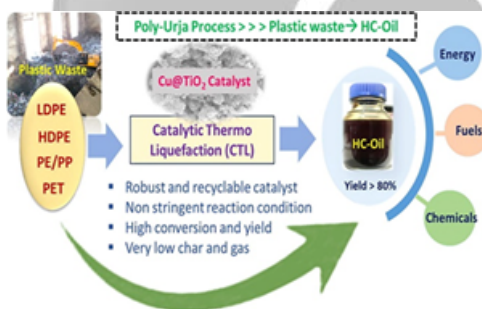 Poly-Urja Process > > > Plastic waste→ HC-Oil
Plastic Waste
LDPE
HDPE
PE/PP
PET
Cu@TiO₂ Catalyst
Catalytic Thermo
Liquefaction (CTL)
▪ Robust and recyclable catalyst
▪ Non stringent reaction condition
▪ High conversion and yield
▪ Very low char and gas
HC-Oil
Yield > 80%
Energy
Fuels
Chemicals